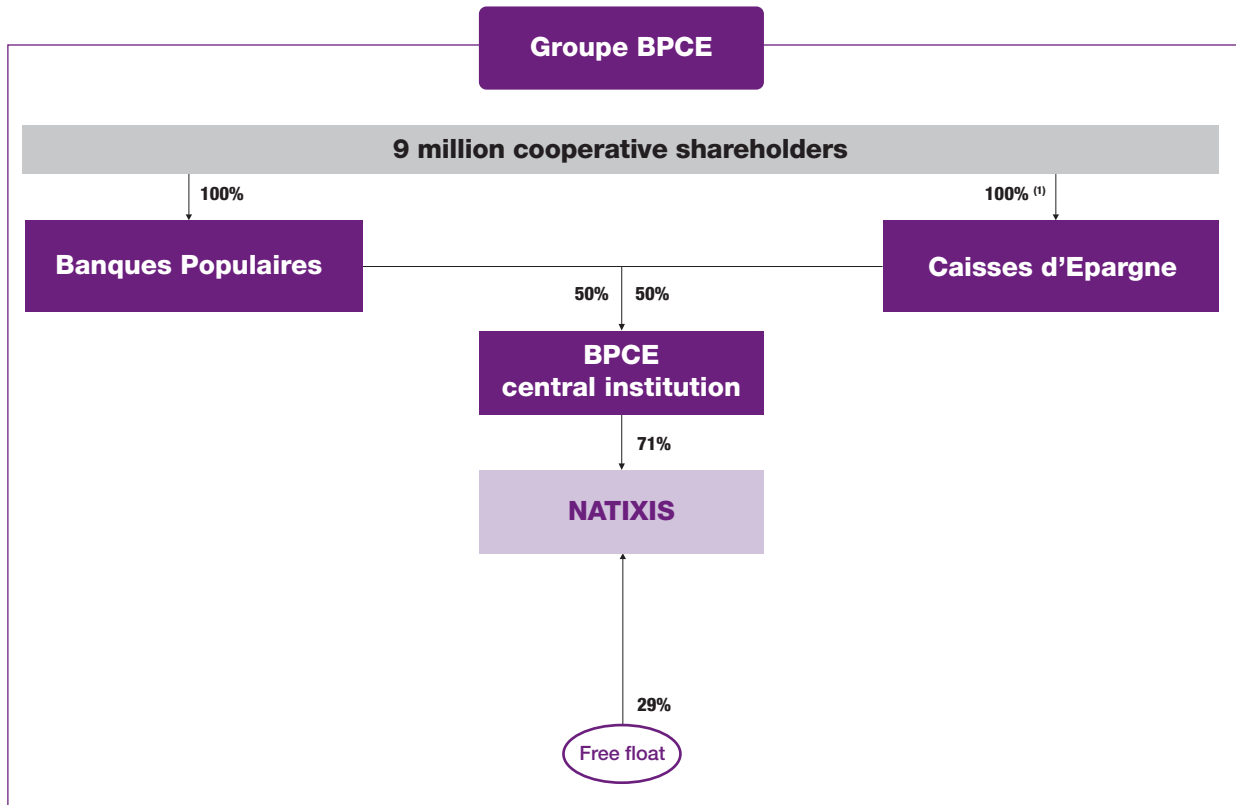 Groupe BPCE
9 million cooperative shareholders
100%
100% (1)
Banques Populaires
Caisses d'Epargne
50%
50%
BPCE
central institution
71%
NATIXIS
29%
Free float